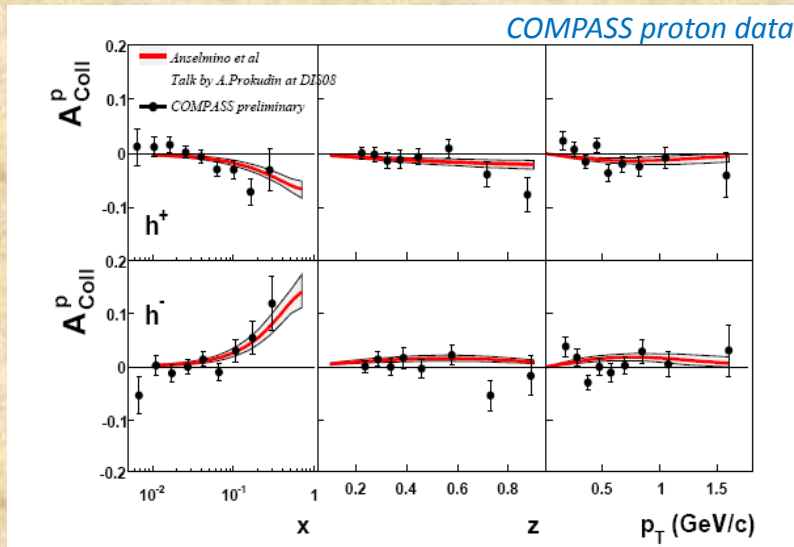 COMPASS proton data
0.2
Anselmino et al
Talk by A.Prokudin at DIS08
COMPASS preliminary
A^p_Coll
0.1
0
-0.1
h^+
0.2
A^p_Coll
h^-
0.1
0
-0.1
-0.2
10^-2 10^-1 1 0.2 0.4 0.6 0.8 0.5 1 1.5
x z p_T (GeV/c)